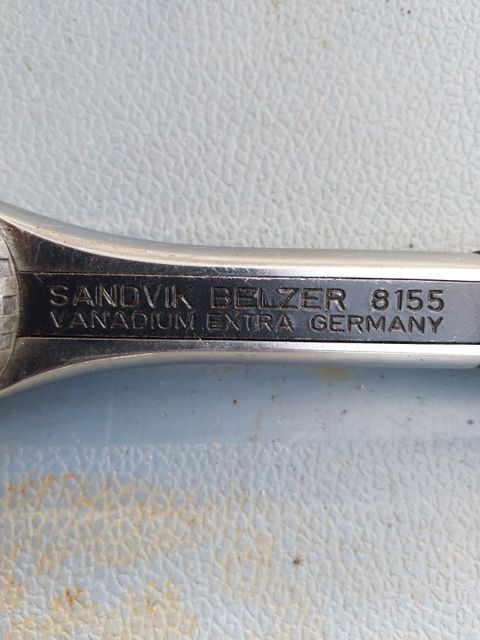 SANDVIK BELZER 8155
VANADIUM EXTRA GERMANY